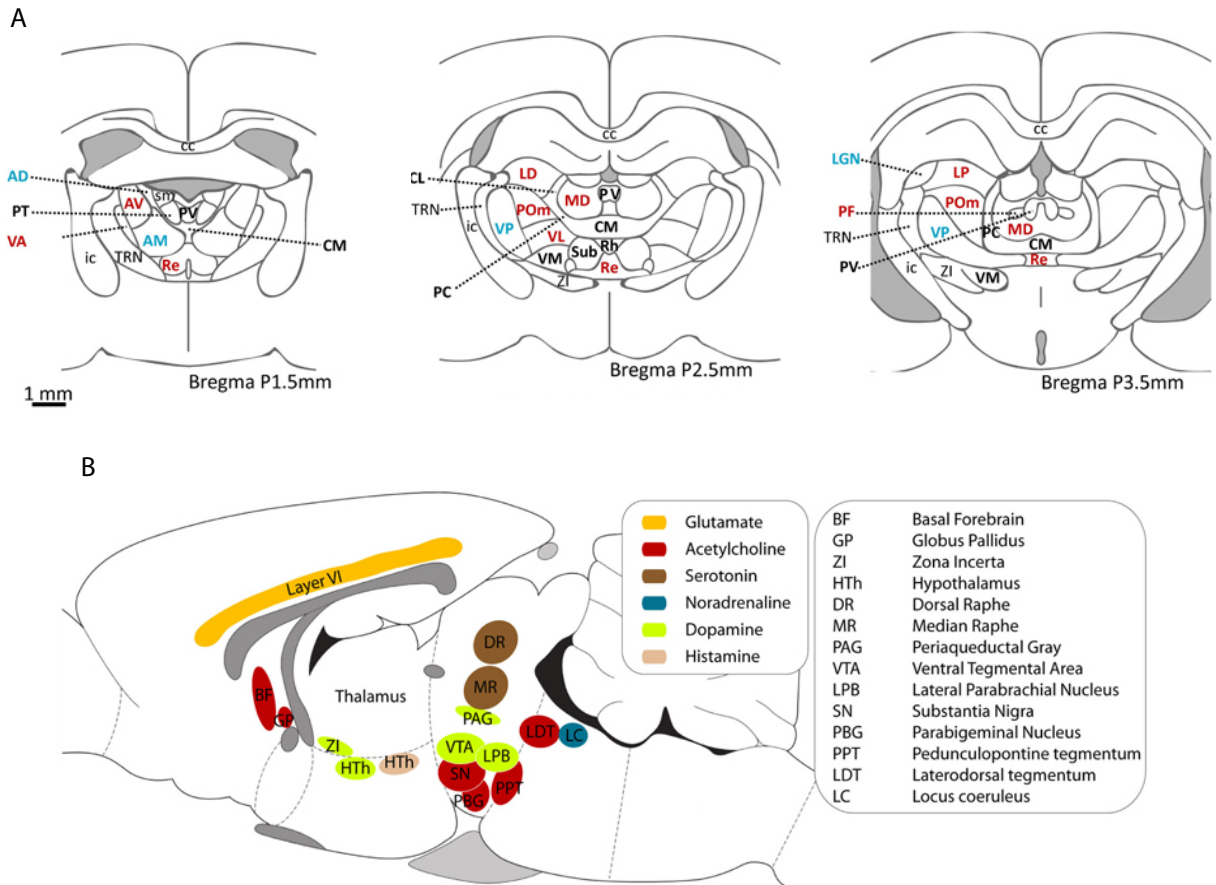 A
cc
AD
PT
VA
AV
sm
PV
AM
ic
TRN
Re
CM
Bregma P1.5mm
1 mm
cc
CL
TRN
ic
LD
MD
PV
POm
VP
CM
VL
VM
Sub
Rh
Re
ZI
PC
Bregma P2.5mm
cc
LGN
LP
POm
PF
TRN
VP
PC
MD
CM
PV
ic
ZI
VM
Re
Bregma P3.5mm
B
Layer VI
BF
GP
Thalamus
ZI
HTh
HTh
DR
MR
PAG
VTA
LPB
SN
PBG
PPT
LDT
LC
Glutamate
Acetylcholine
Serotonin
Noradrenaline
Dopamine
Histamine
BF Basal Forebrain
GP Globus Pallidus
ZI Zona Incerta
HTh Hypothalamus
DR Dorsal Raphe
MR Median Raphe
PAG Periaqueductal Gray
VTA Ventral Tegmental Area
LPB Lateral Parabrachial Nucleus
SN Substantia Nigra
PBG Parabigeminal Nucleus
PPT Pedunculopontine tegmentum
LDT Laterodorsal tegmentum
LC Locus coeruleus